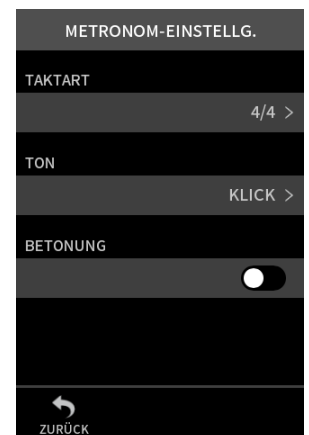 METRONOM-EINSTELLG.
TAKTART
4/4 >
TON
KLICK >
BETONUNG
ZURÜCK